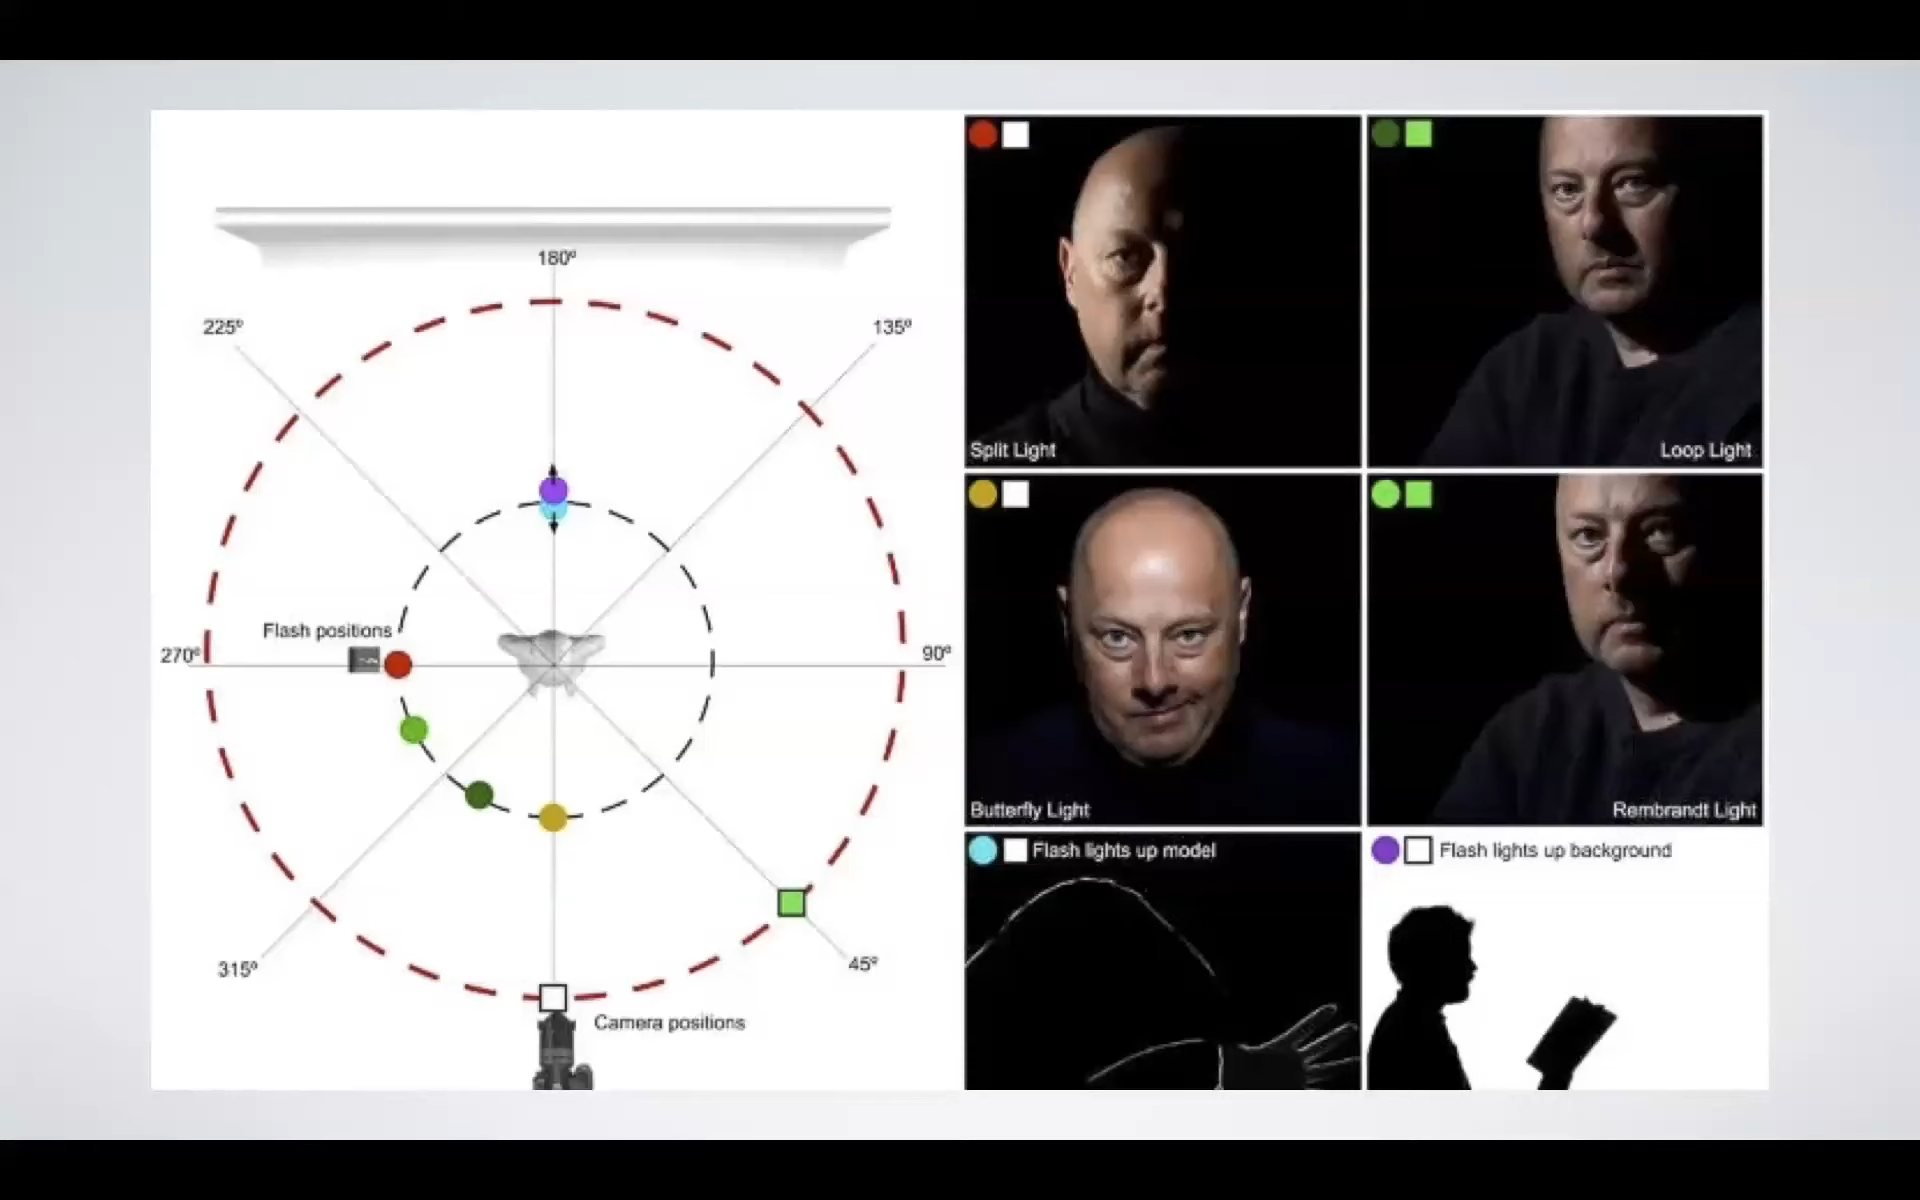 180º
225º
135º
Flash positions
270º
90º
315º
45º
Camera positions
Split Light
Loop Light
Butterfly Light
Rembrandt Light
Flash lights up model
Flash lights up background